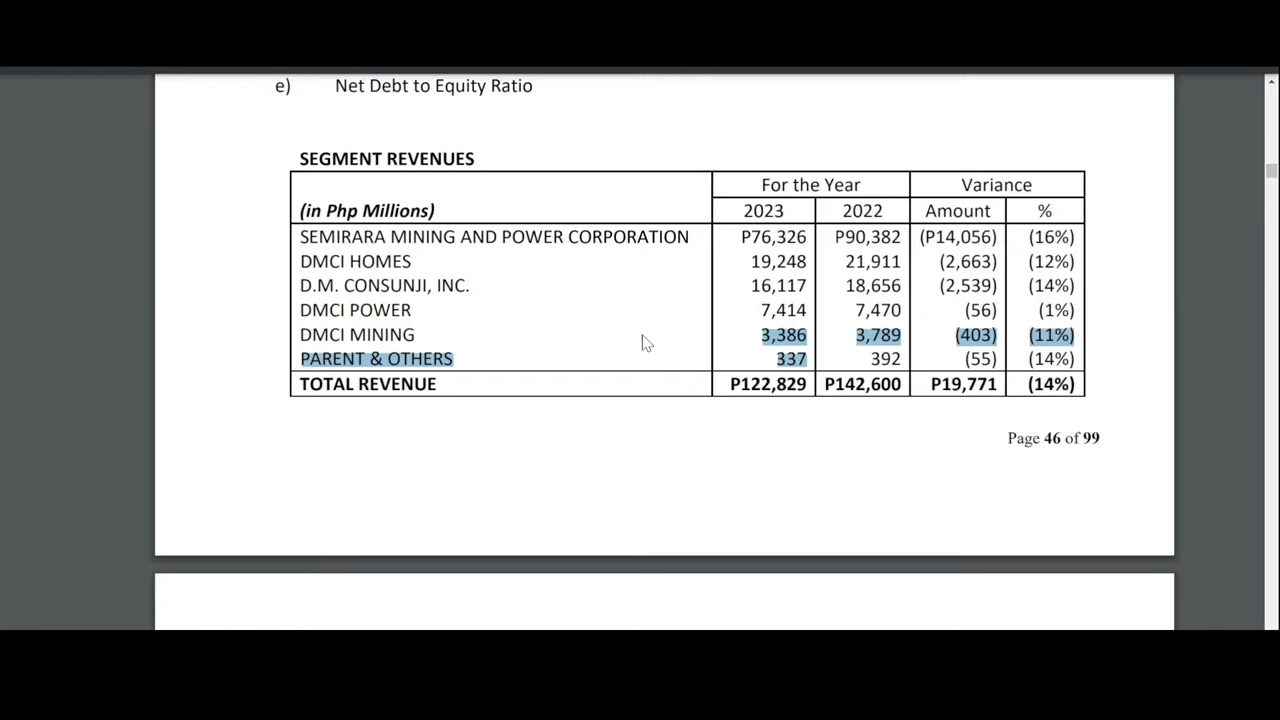 e) Net Debt to Equity Ratio
SEGMENT REVENUES
For the Year Variance
(in Php Millions) 2023 2022 Amount %
SEMIRARA MINING AND POWER CORPORATION P76,326 P90,382 (P14,056) (16%)
DMCI HOMES 19,248 21,911 (2,663) (12%)
D.M. CONSUNJI, INC. 16,117 18,656 (2,539) (14%)
DMCI POWER 7,414 7,470 (56) (1%)
DMCI MINING 3,386 3,789 (403) (11%)
PARENT & OTHERS 337 392 (55) (14%)
TOTAL REVENUE P122,829 P142,600 P19,771 (14%)
Page 46 of 99